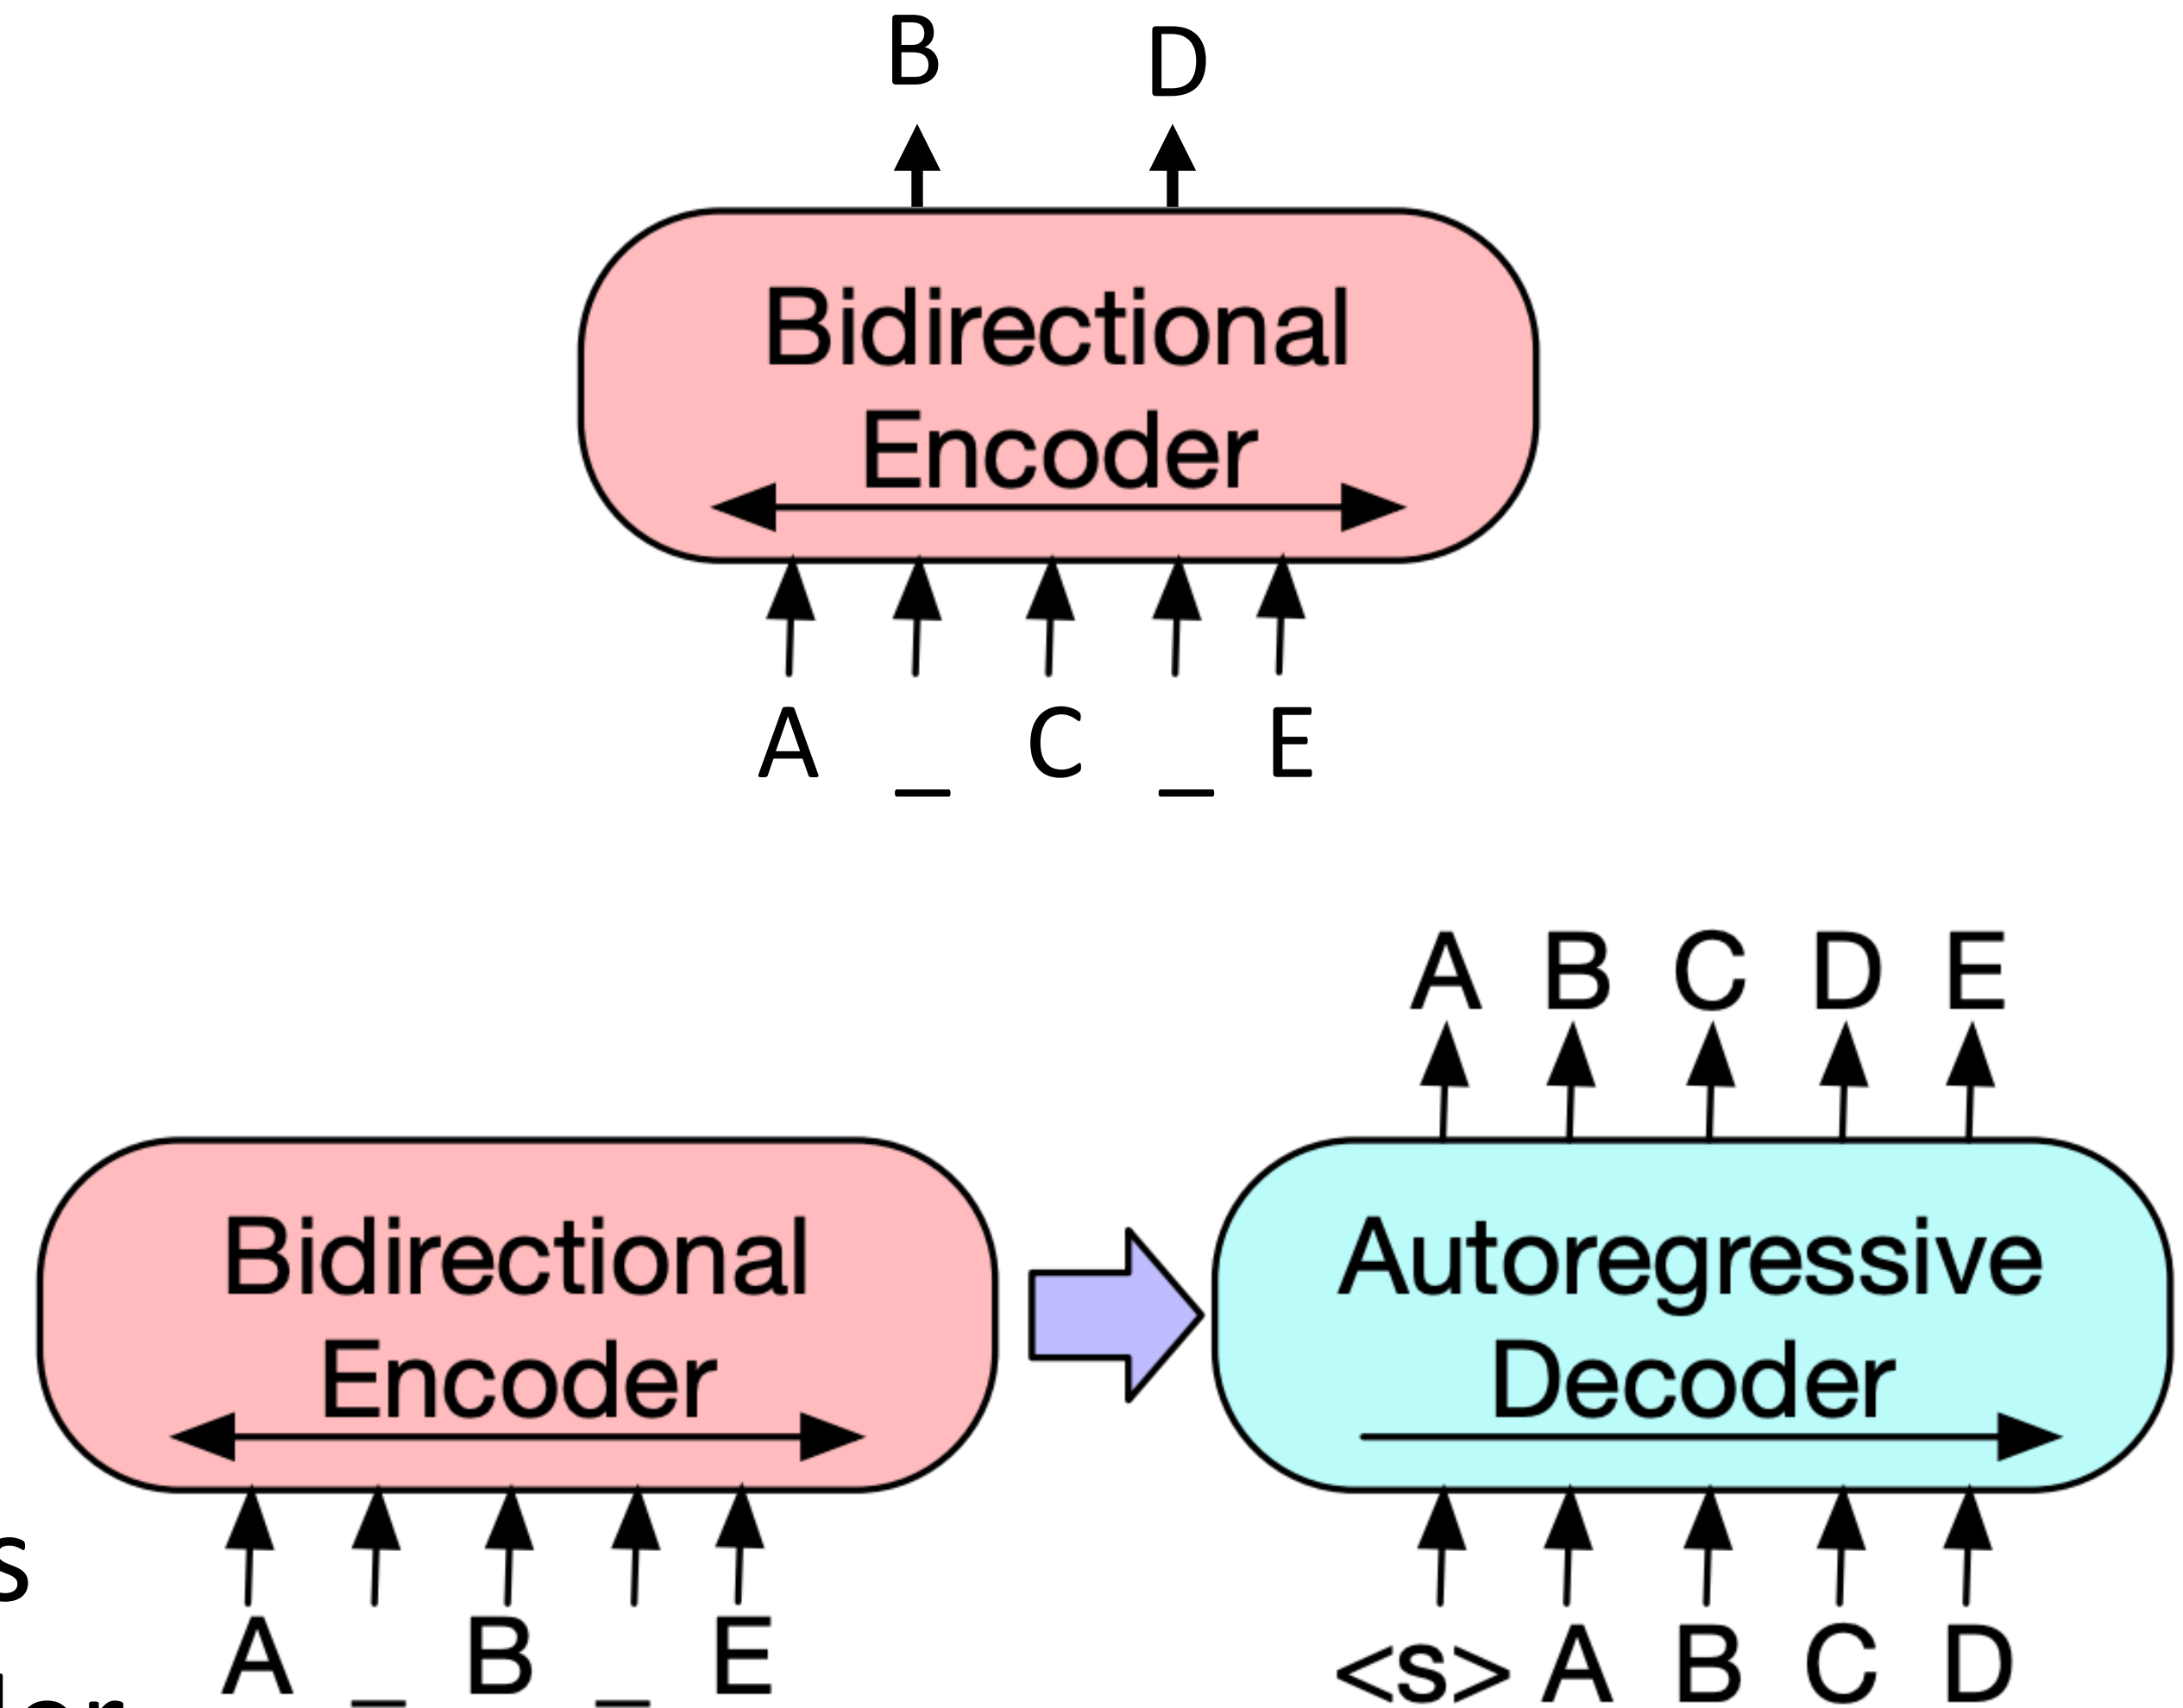 B D
Bidirectional
Encoder
A _ C _ E
A B C D E
Bidirectional
Encoder
Autoregressive
Decoder
A _ B _ E
<s> A B C D
s